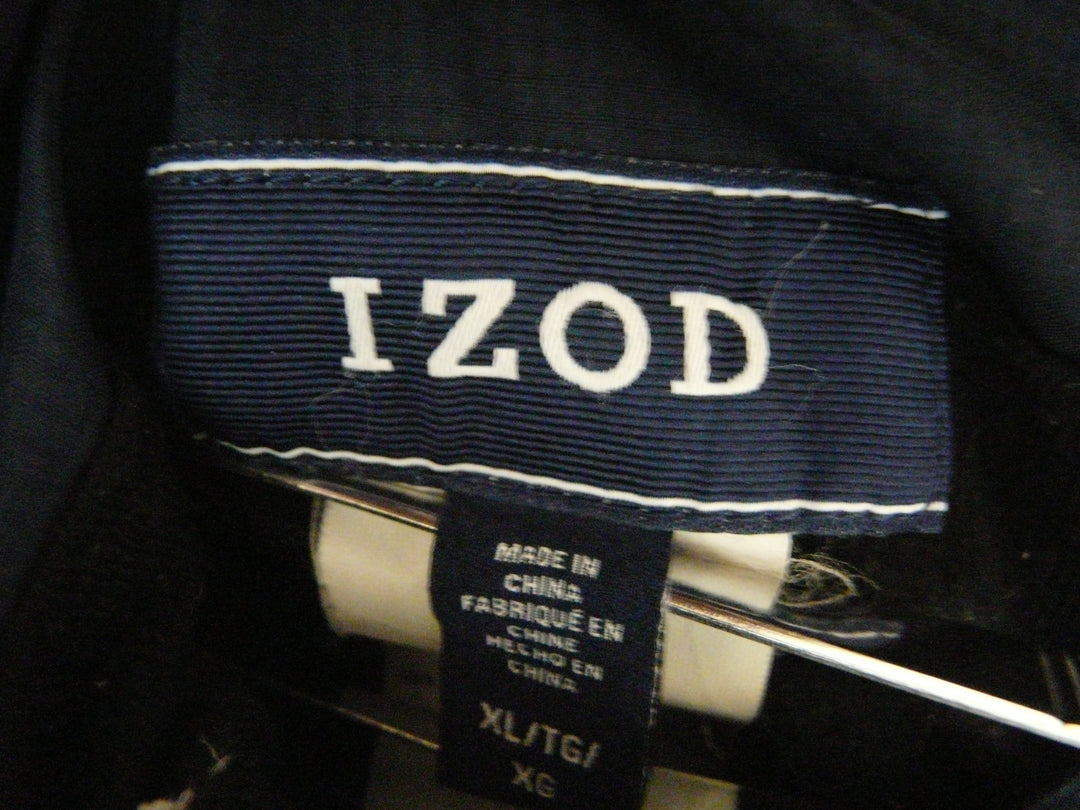 IZOD
MADE IN
CHINA
FABRIQUÉ EN
CHINE
HECHO EN
CHINA
XL/TG/
XG